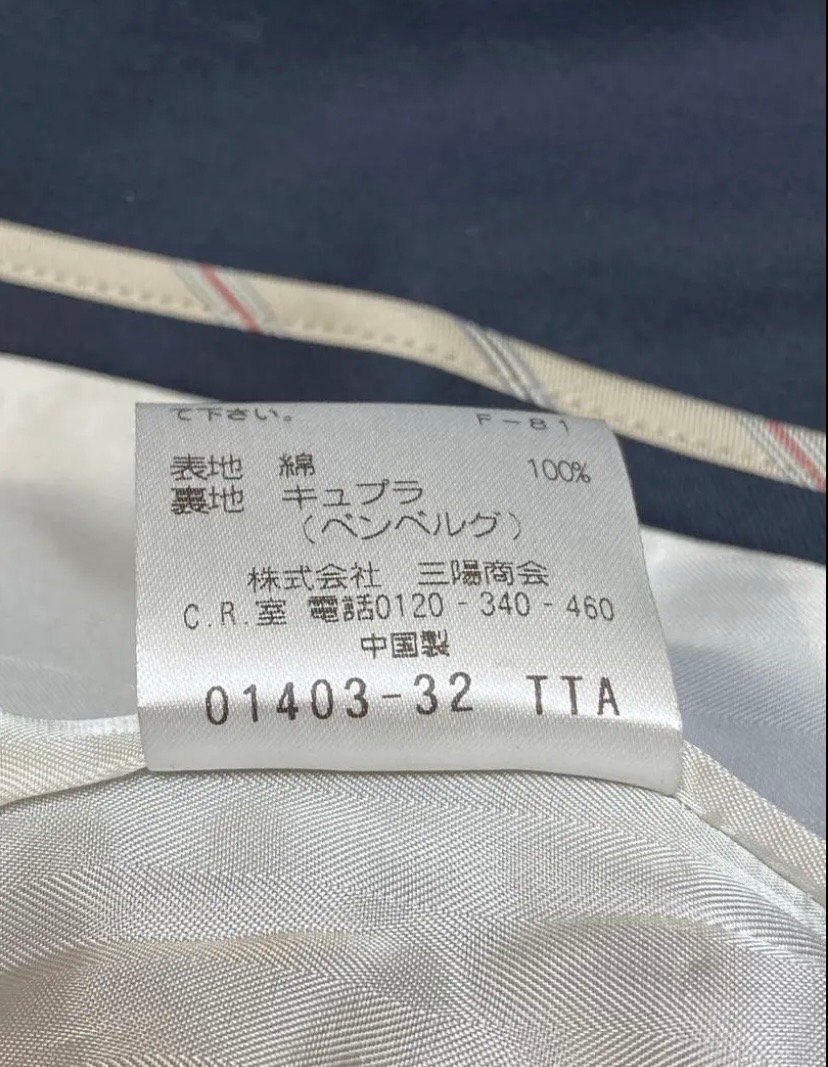 て下さい。 F-81
表地 綿 100%
裏地 キュプラ
(ベンベルグ)
株式会社 三陽商会
C.R.室 電話0120-340-460
中国製
01403-32 TTA